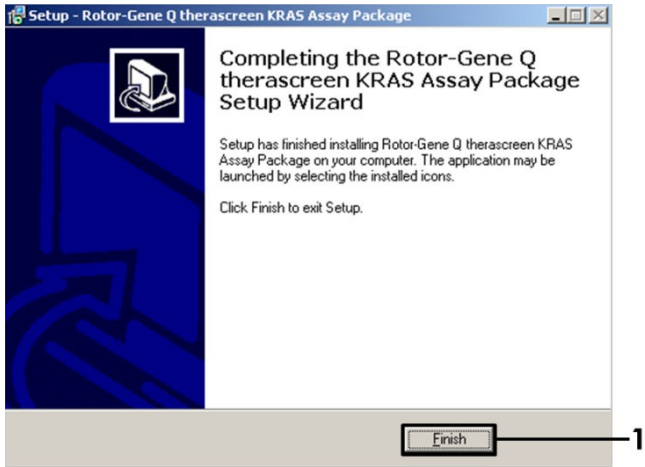 Setup - Rotor-Gene Q therascreen KRAS Assay Package
Completing the Rotor-Gene Q
therascreen KRAS Assay Package
Setup Wizard
Setup has finished installing Rotor-Gene Q therascreen KRAS
Assay Package on your computer. The application may be
launched by selecting the installed icons.
Click Finish to exit Setup.
Finish
1